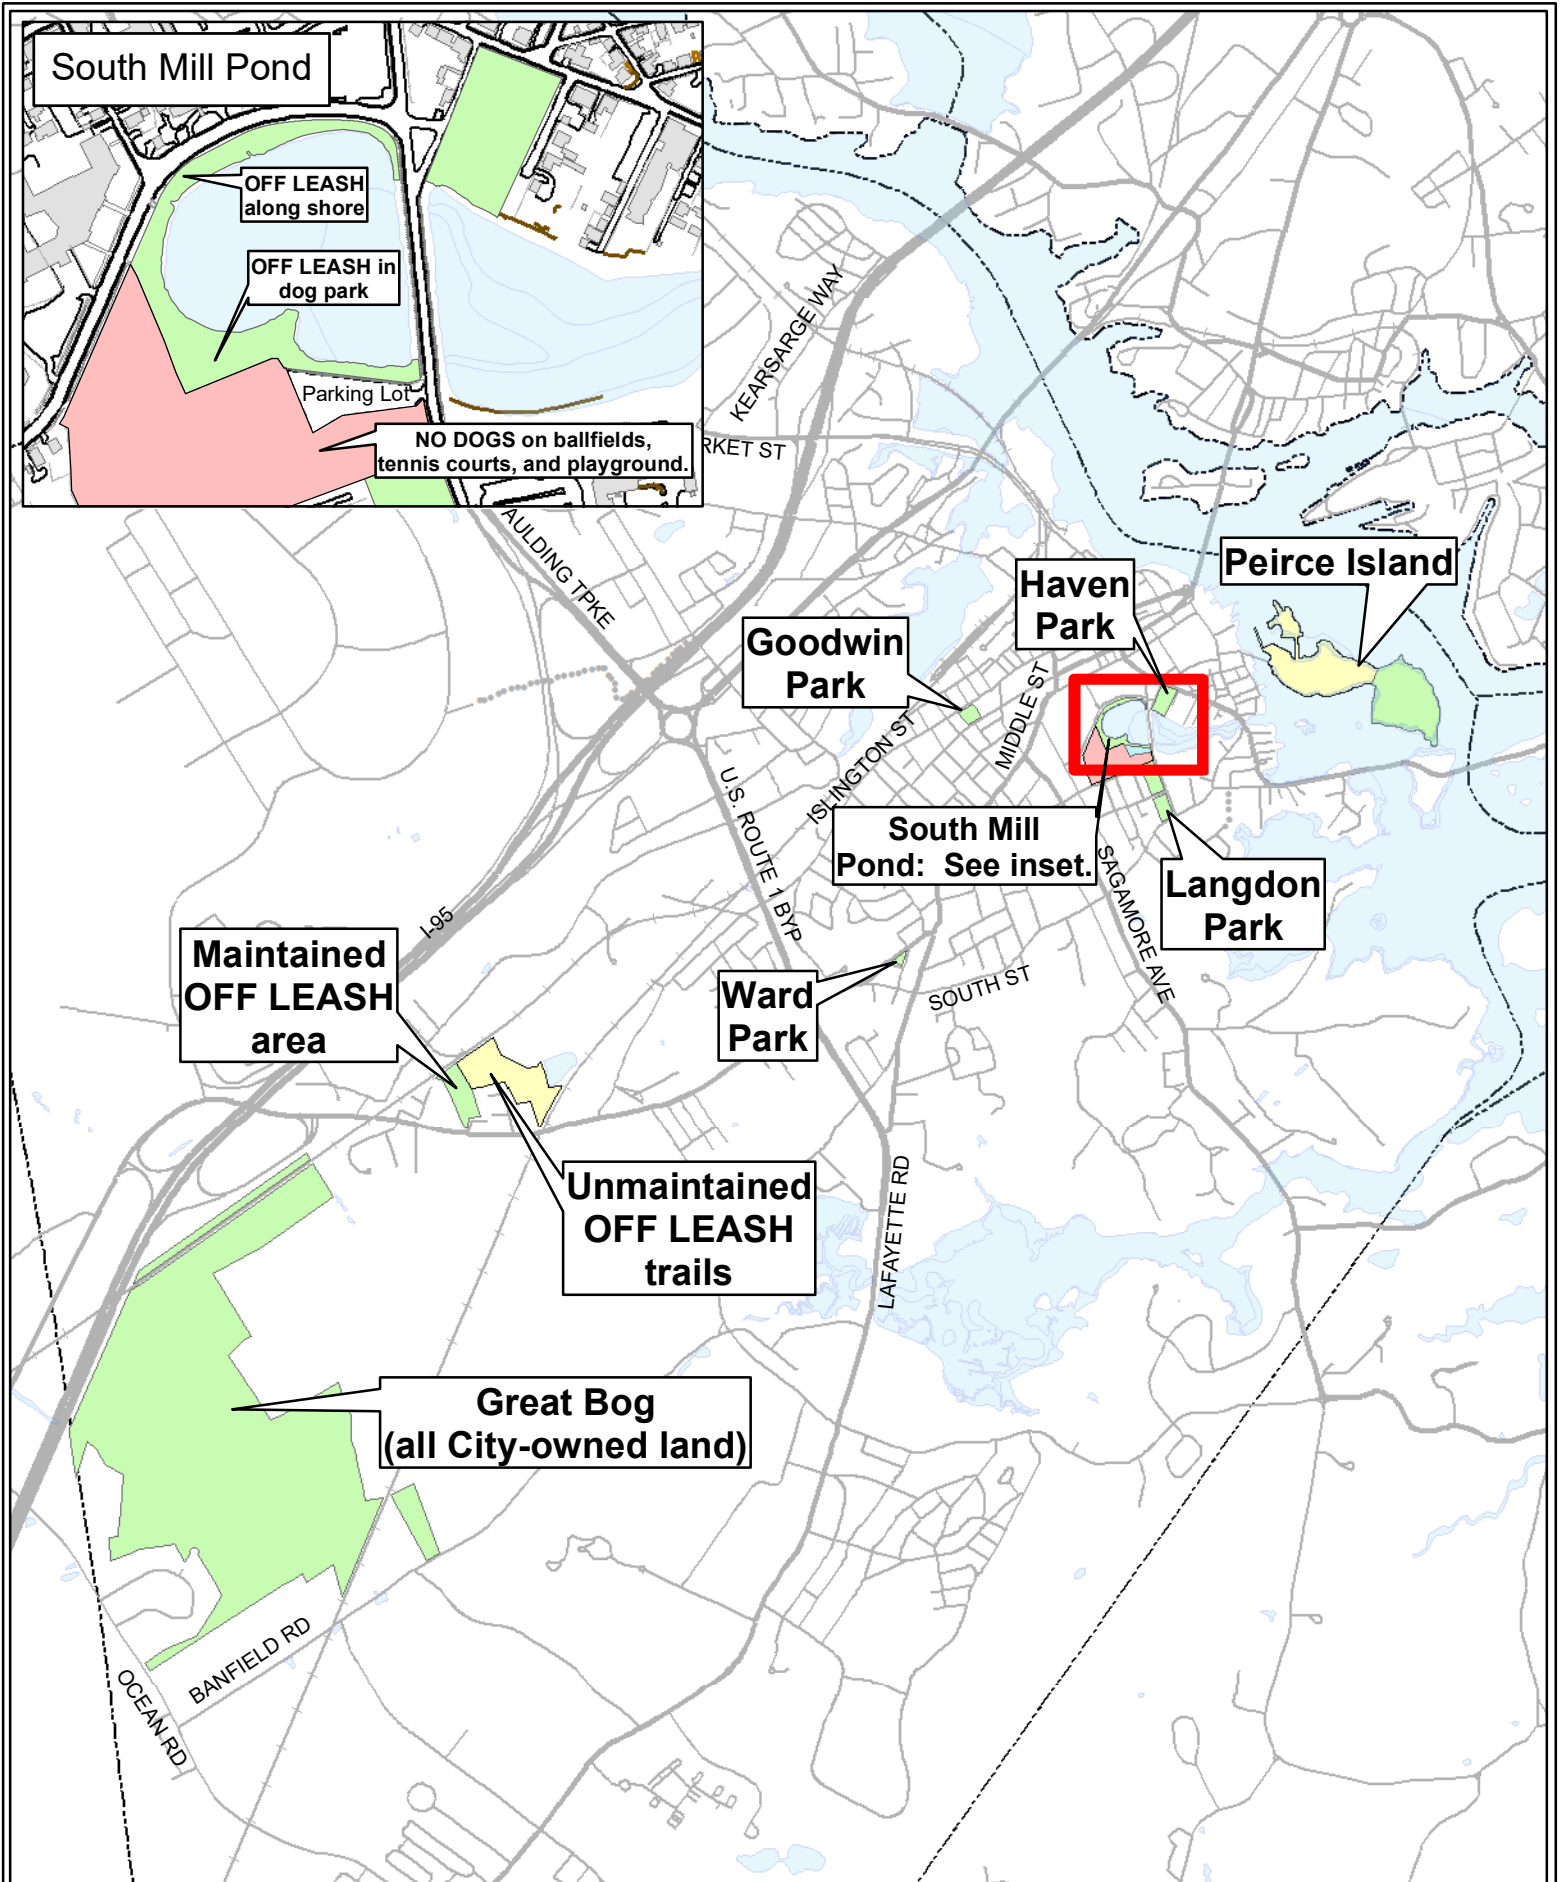 South Mill Pond
OFF LEASH
along shore
OFF LEASH in
dog park
Parking Lot
NO DOGS on ballfields,
tennis courts, and playground.
KEARSARGE WAY
RKET ST
AULDING TPKE
Peirce Island
Haven
Park
Goodwin
Park
MIDDLE ST
ISLINGTON ST
U.S. ROUTE 1 BYP
South Mill
Pond: See inset.
SAGAMORE AVE
Langdon
Park
I-95
Maintained
OFF LEASH
area
Ward
Park
SOUTH ST
Unmaintained
OFF LEASH
trails
LAFAYETTE RD
Great Bog
(all City-owned land)
BANFIELD RD
OCEAN RD